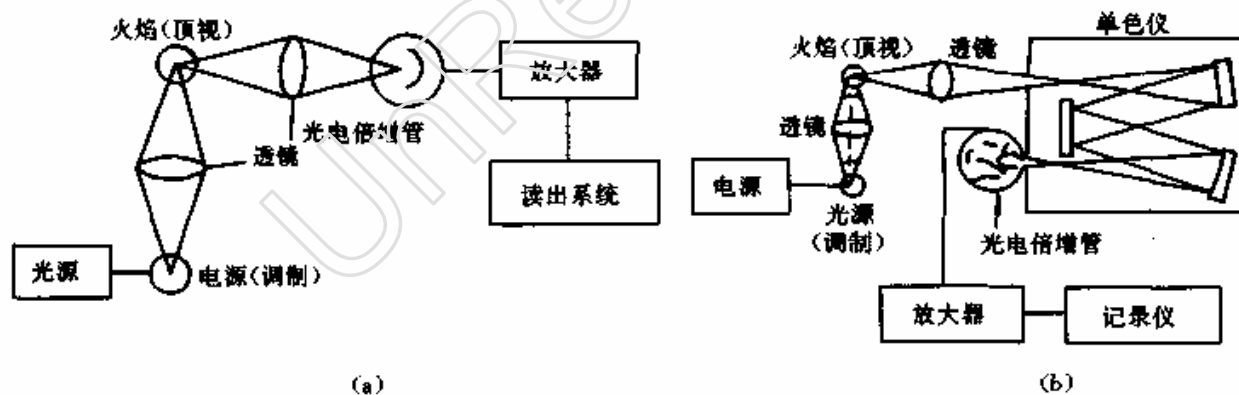 火焰(顶视)
放大器
光电倍增管
透镜
读出系统
光源
电源(调制)
(a)
单色仪
火焰(顶视)
透镜
透镜
电源
光源
(调制)
光电倍增管
放大器
记录仪
(b)
UnRe